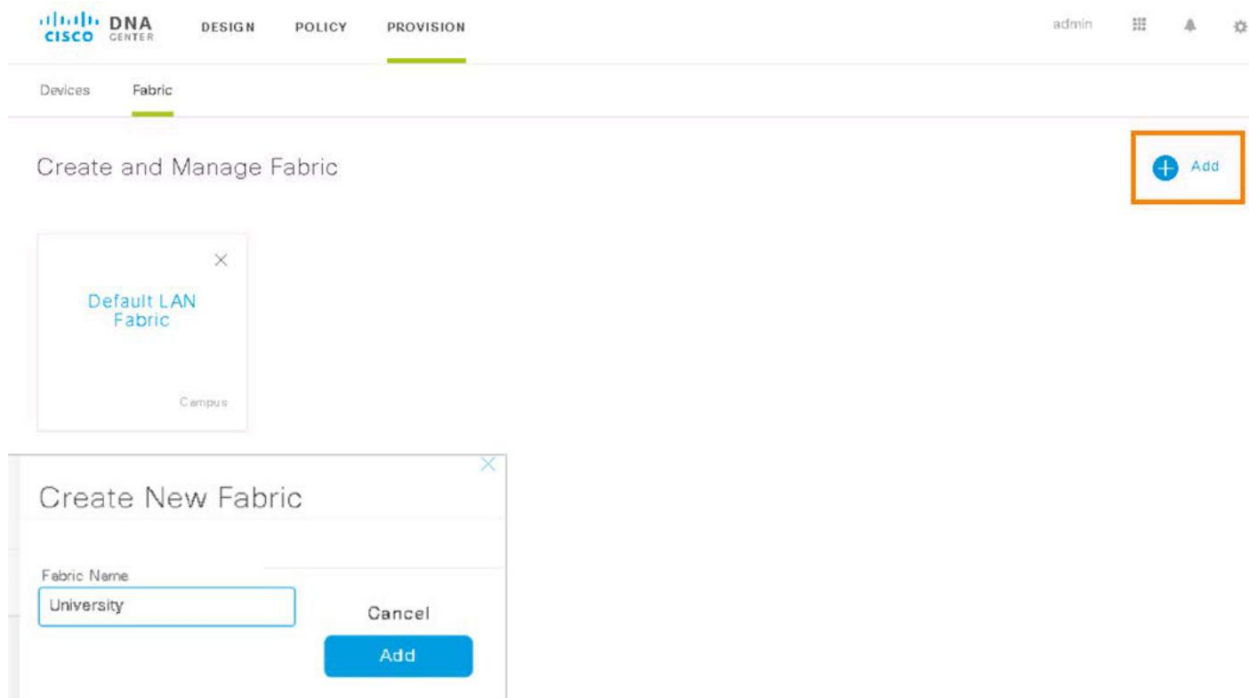 CISCO DNA CENTER DESIGN POLICY PROVISION admin
Devices Fabric
Create and Manage Fabric
Add
Default LAN
Fabric
Campus
Create New Fabric
Fabric Name
University
Cancel
Add